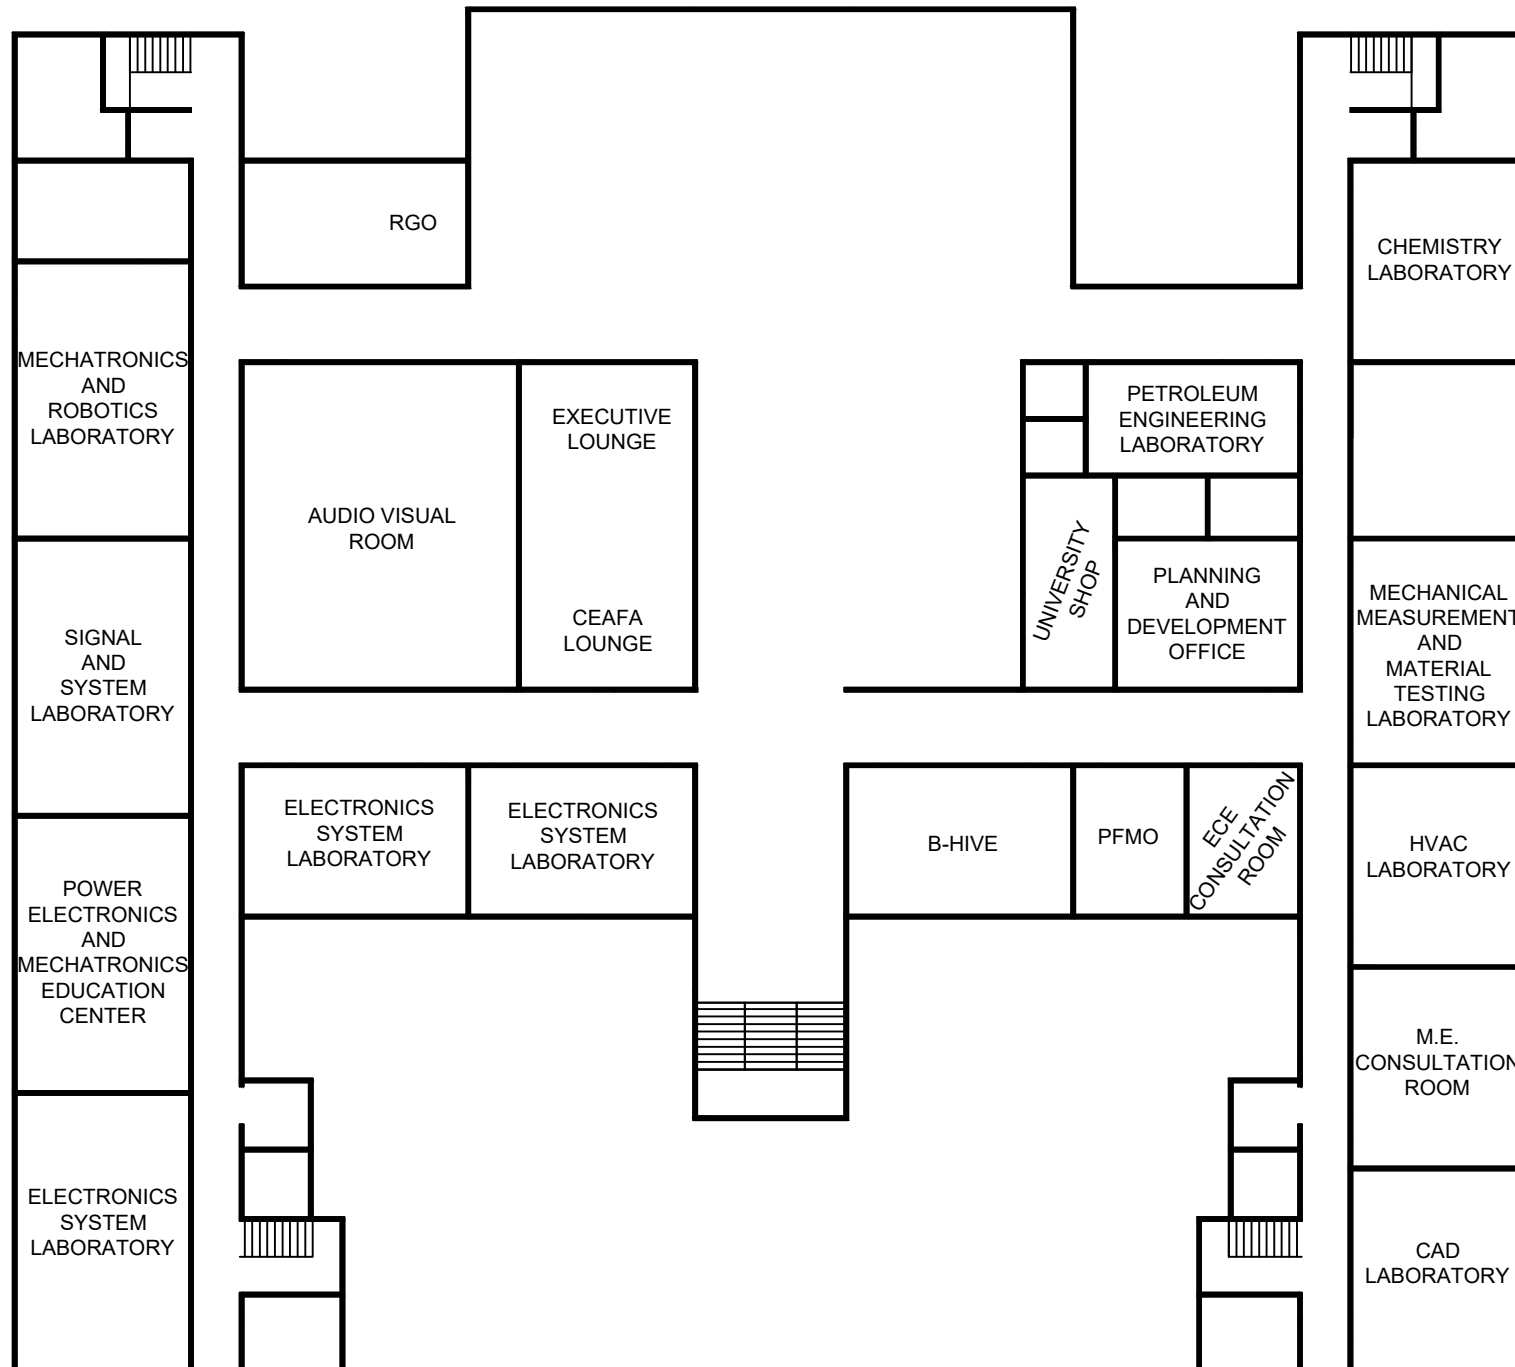 RGO
CHEMISTRY
LABORATORY
MECHATRONICS
AND
ROBOTICS
LABORATORY
EXECUTIVE
LOUNGE
PETROLEUM
ENGINEERING
LABORATORY
AUDIO VISUAL
ROOM
UNIVERSITY
SHOP
CEAFA
LOUNGE
PLANNING
AND
DEVELOPMENT
OFFICE
MECHANICAL
MEASUREMENT
AND
MATERIAL
TESTING
LABORATORY
SIGNAL
AND
SYSTEM
LABORATORY
ELECTRONICS
SYSTEM
LABORATORY
ELECTRONICS
SYSTEM
LABORATORY
B-HIVE
PFMO
ECE
CONSULTATION
ROOM
HVAC
LABORATORY
POWER
ELECTRONICS
AND
MECHATRONICS
EDUCATION
CENTER
M.E.
CONSULTATION
ROOM
ELECTRONICS
SYSTEM
LABORATORY
CAD
LABORATORY